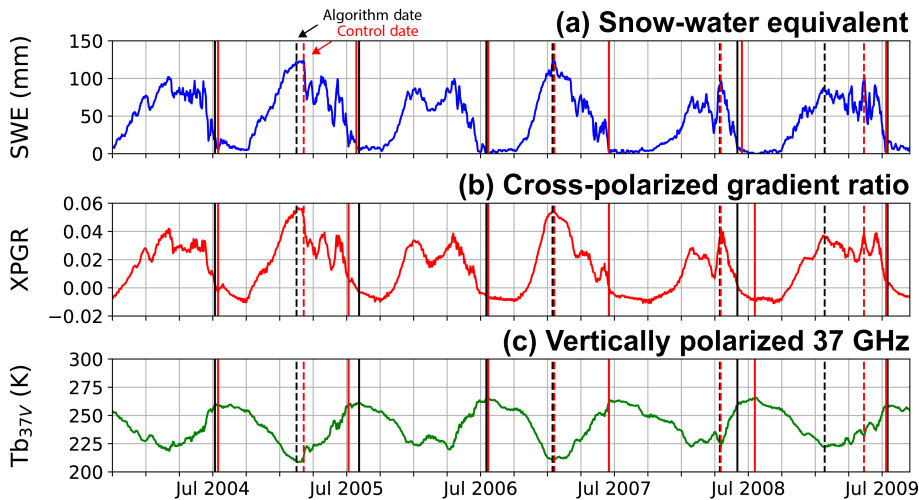 Algorithm date
Control date
(a) Snow-water equivalent
SWE (mm)
150
100
50
0
(b) Cross-polarized gradient ratio
XPGR
0.06
0.04
0.02
0.00
−0.02
(c) Vertically polarized 37 GHz
Tb37V (K)
300
275
250
225
200
Jul 2004 Jul 2005 Jul 2006 Jul 2007 Jul 2008 Jul 2009